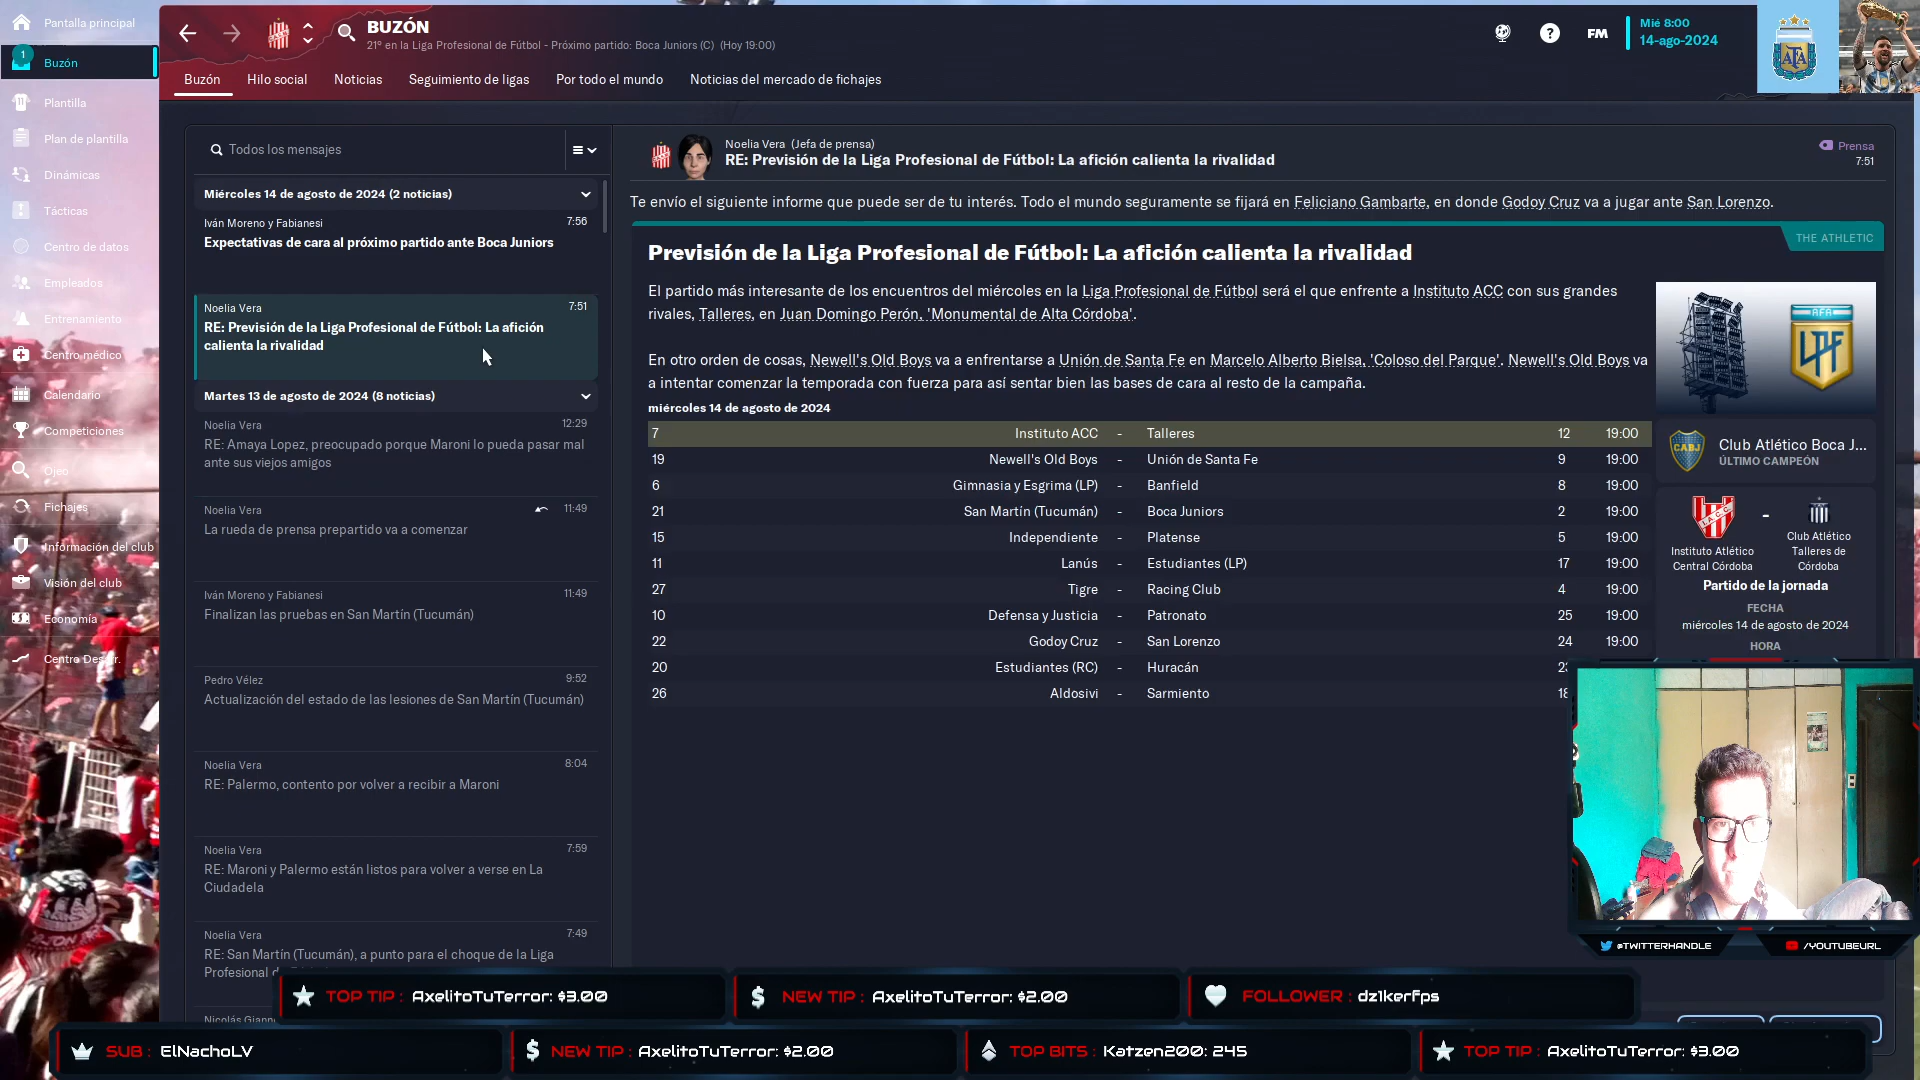 Pantalla principal
1
Buzón
Plantilla
Plan de plantilla
Dinámicas
Tácticas
Centro de datos
Empleados
Entrenamiento
Centro médico
Calendario
Competiciones
Ojeo
Fichajes
Información del club
Visión del club
Economía
BUZÓN
21º en la Liga Profesional de Fútbol - Próximo partido: Boca Juniors (C) (Hoy 19:00)
?
FM
Mié 8:00
14-ago-2024
AFA
Buzón
Hilo social
Noticias
Seguimiento de ligas
Por todo el mundo
Noticias del mercado de fichajes
Todos los mensajes
Miércoles 14 de agosto de 2024 (2 noticias)
Iván Moreno y Fabianesi 7:56
Expectativas de cara al próximo partido ante Boca Juniors
Noelia Vera 7:51
RE: Previsión de la Liga Profesional de Fútbol: La afición
calienta la rivalidad
Martes 13 de agosto de 2024 (8 noticias)
Noelia Vera 12:29
RE: Amaya Lopez, preocupado porque Maroni lo pueda pasar mal
ante sus viejos amigos
Noelia Vera 11:49
La rueda de prensa prepartido va a comenzar
Iván Moreno y Fabianesi 11:49
Finalizan las pruebas en San Martín (Tucumán)
Pedro Vélez 9:52
Actualización del estado de las lesiones de San Martín (Tucumán)
Noelia Vera 8:04
RE: Palermo, contento por volver a recibir a Maroni
Noelia Vera 7:59
RE: Maroni y Palermo están listos para volver a verse en La
Ciudadela
Noelia Vera 7:49
RE: San Martín (Tucumán), a punto para el choque de la Liga
Profesional
Nicolás
Noelia Vera (Jefa de prensa)
RE: Previsión de la Liga Profesional de Fútbol: La afición calienta la rivalidad
Prensa
7:51
Te envío el siguiente informe que puede ser de tu interés. Todo el mundo seguramente se fijará en Feliciano Gambarte, en donde Godoy Cruz va a jugar ante San Lorenzo.
THE ATHLETIC
Previsión de la Liga Profesional de Fútbol: La afición calienta la rivalidad
El partido más interesante de los encuentros del miércoles en la Liga Profesional de Fútbol será el que enfrente a Instituto ACC con sus grandes
rivales, Talleres, en Juan Domingo Perón, 'Monumental de Alta Córdoba'.
En otro orden de cosas, Newell's Old Boys va a enfrentarse a Unión de Santa Fe en Marcelo Alberto Bielsa, 'Coloso del Parque'. Newell's Old Boys va
a intentar comenzar la temporada con fuerza para así sentar bien las bases de cara al resto de la campaña.
miércoles 14 de agosto de 2024
7 Instituto ACC - Talleres 12 19:00
19 Newell's Old Boys - Unión de Santa Fe 9 19:00
6 Gimnasia y Esgrima (LP) - Banfield 8 19:00
21 San Martín (Tucumán) - Boca Juniors 2 19:00
15 Independiente - Platense 5 19:00
11 Lanús - Estudiantes (LP) 17 19:00
27 Tigre - Racing Club 4 19:00
10 Defensa y Justicia - Patronato 25 19:00
22 Godoy Cruz - San Lorenzo 24 19:00
20 Estudiantes (RC) - Huracán
26 Aldosivi - Sarmiento
AFA
LPF
CABJ
Club Atlético Boca J...
ÚLTIMO CAMPEÓN
I.A.C.C.
-
Instituto Atlético
Central Córdoba
Club Atlético
Talleres de
Córdoba
Partido de la jornada
FECHA
miércoles 14 de agosto de 2024
HORA
@TWITTERHANDLE
/YOUTUBEURL
TOP TIP : AxelitoTuTerror: $3.00
NEW TIP : AxelitoTuTerror: $2.00
FOLLOWER : dz1kerfps
SUB : ElNachoLV
NEW TIP : AxelitoTuTerror: $2.00
TOP BITS : Katzen200: 245
TOP TIP : AxelitoTuTerror: $3.00